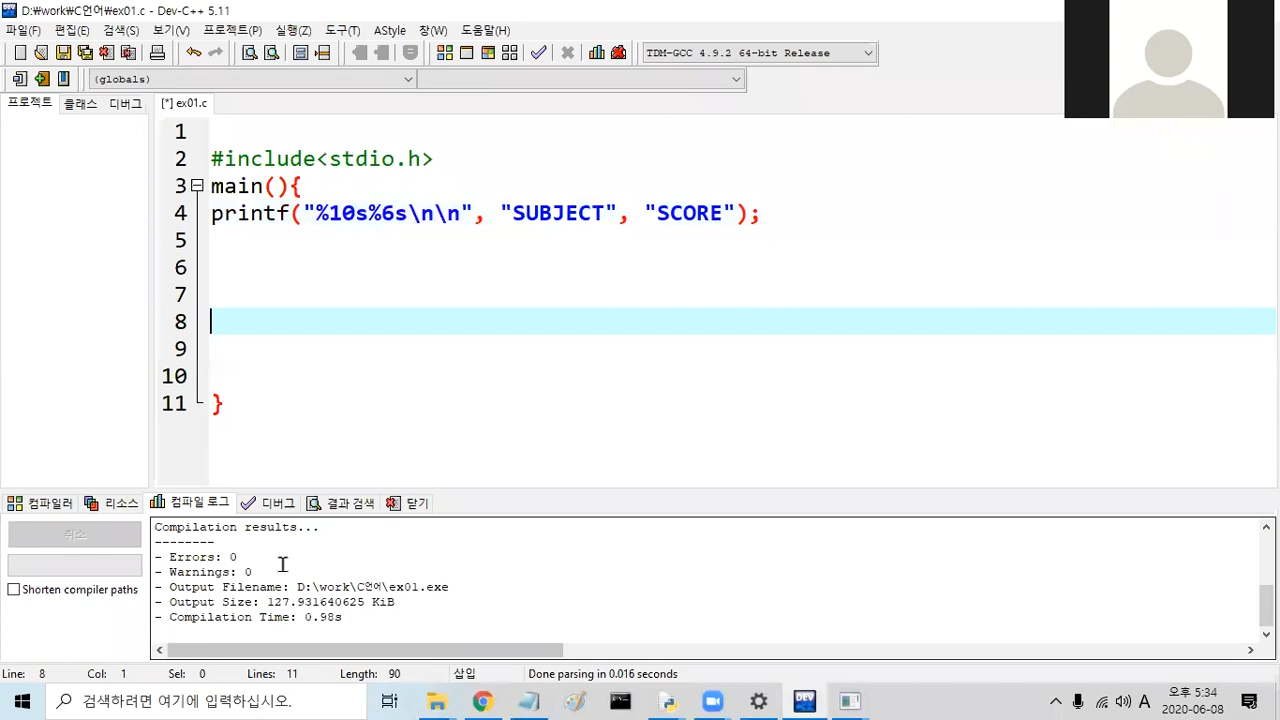 D:\work\C언어\ex01.c - Dev-C++ 5.11
파일(F) 편집(E) 검색(S) 보기(V) 프로젝트(P) 실행(Z) 도구(T) AStyle 창(W) 도움말(H)
TDM-GCC 4.9.2 64-bit Release
(globals)
프로젝트 클래스 디버그 [*] ex01.c
1
2 #include<stdio.h>
3 main(){
4 printf("%10s%6s\n\n", "SUBJECT", "SCORE");
5
6
7
8
9
10
11 }
컴파일러 리소스 컴파일 로그 디버그 결과 검색 닫기
취소
Shorten compiler paths
Compilation results...
--------
- Errors: 0
- Warnings: 0
- Output Filename: D:\work\C언어\ex01.exe
- Output Size: 127.931640625 KiB
- Compilation Time: 0.98s
Line: 8 Col: 1 Sel: 0 Lines: 11 Length: 90 삽입 Done parsing in 0.016 seconds
검색하려면 여기에 입력하십시오.
DEV C++
A
오후 5:34
2020-06-08